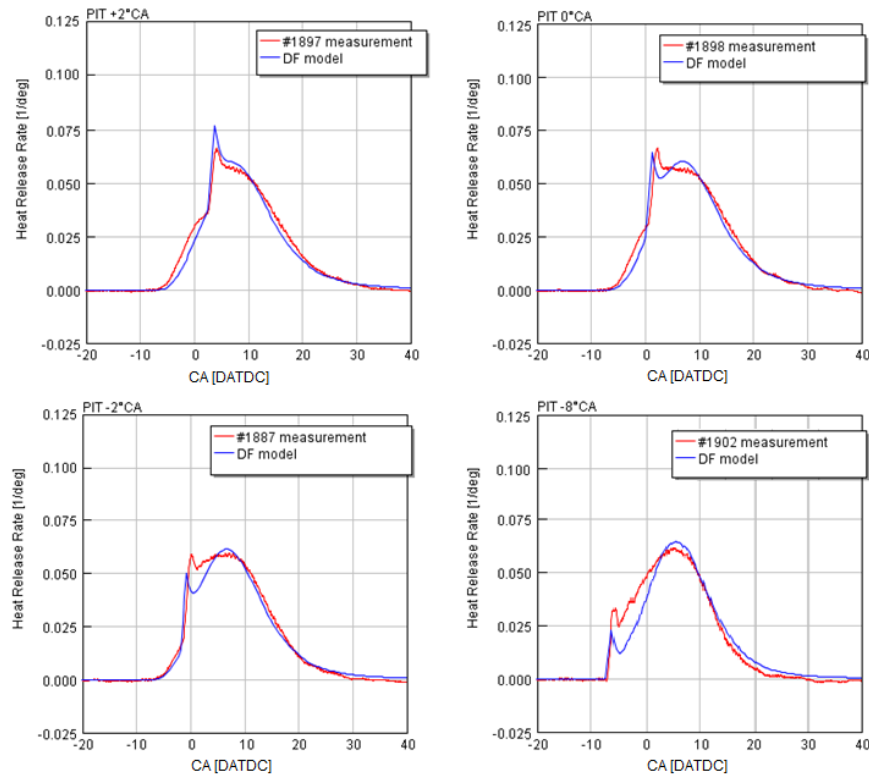 PIT +2°CA
0.125
0.100
0.075
0.050
0.025
0.000
-0.025
Heat Release Rate [1/deg]
#1897 measurement
DF model
-20 -10 0 10 20 30 40
CA [DATDC]
PIT 0°CA
0.125
0.100
0.075
0.050
0.025
0.000
-0.025
Heat Release Rate [1/deg]
#1898 measurement
DF model
-20 -10 0 10 20 30 40
CA [DATDC]
PIT -2°CA
0.125
0.100
0.075
0.050
0.025
0.000
-0.025
Heat Release Rate [1/deg]
#1887 measurement
DF model
-20 -10 0 10 20 30 40
CA [DATDC]
PIT -8°CA
0.125
0.100
0.075
0.050
0.025
0.000
-0.025
Heat Release Rate [1/deg]
#1902 measurement
DF model
-20 -10 0 10 20 30 40
CA [DATDC]